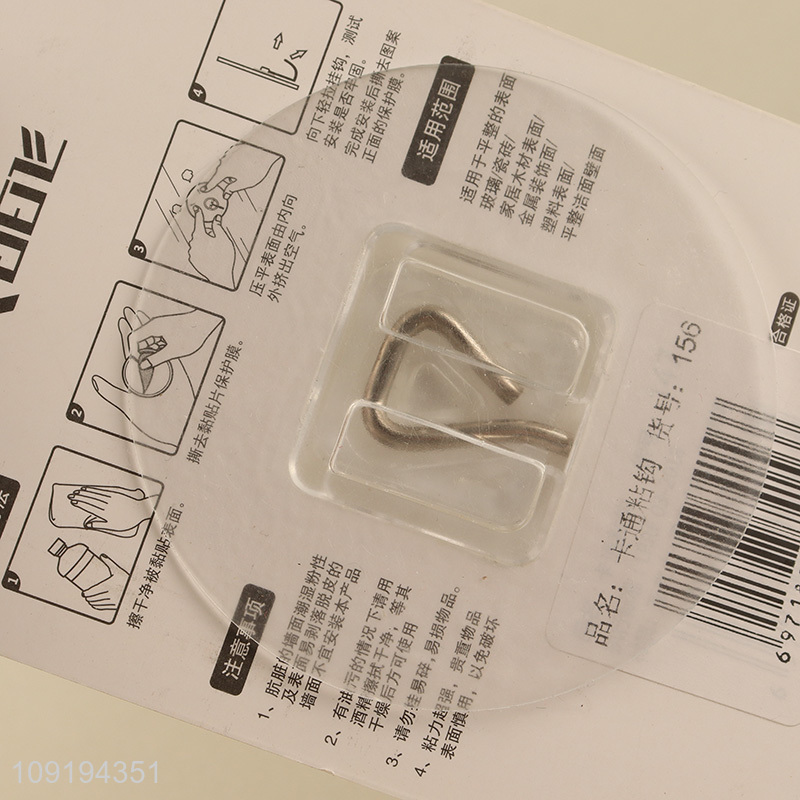 1
擦干净被黏贴表面。
2
撕去黏贴片保护膜。
3
压平表面由内向
外挤出空气。
4
向下轻拉挂钩，测试
安装是否牢固。
完成安装后撕去图案
正面的保护膜。
适用范围
适用于平整的表面
玻璃/瓷砖/
家居木材表面/
金属装饰面/
塑料表面/
平整洁面壁面
注意事项
1、肮脏的墙面潮湿粉性
及表面易剥落脱皮的
墙面不宜安装本产品
2、有油污的情况下请用
酒精擦拭干净，等其
干燥后方可使用
3、请勿挂易碎，易损物品。
4、粘力超强，贵重物品
表面慎用，以免破坏
合格证
品名：卡通粘钩 货号：156
6971
109194351